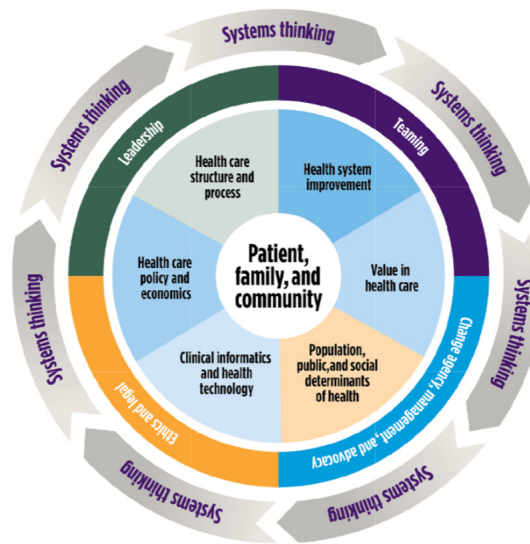 Systems thinking
Systems thinking
Systems thinking
Systems thinking
Systems thinking
Systems thinking
Systems thinking
Leadership
Teaming
Change agency, management, and advocacy
Ethics and legal
Health care
structure and
process
Health system
improvement
Health care
policy and
economics
Patient,
family, and
community
Value in
health care
Clinical informatics
and health
technology
Population,
public, and social
determinants
of health